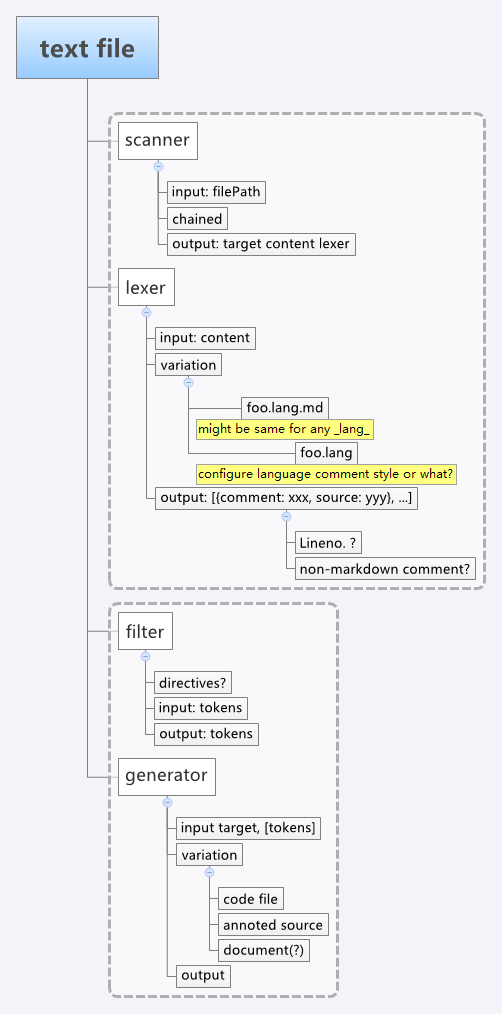 text file
scanner
input: filePath
chained
output: target content lexer
lexer
input: content
variation
foo.lang.md
might be same for any _lang_
foo.lang
configure language comment style or what?
output: [{comment: xxx, source: yyy}, ...]
Lineno. ?
non-markdown comment?
filter
directives?
input: tokens
output: tokens
generator
input target, [tokens]
variation
code file
annoted source
document(?)
output